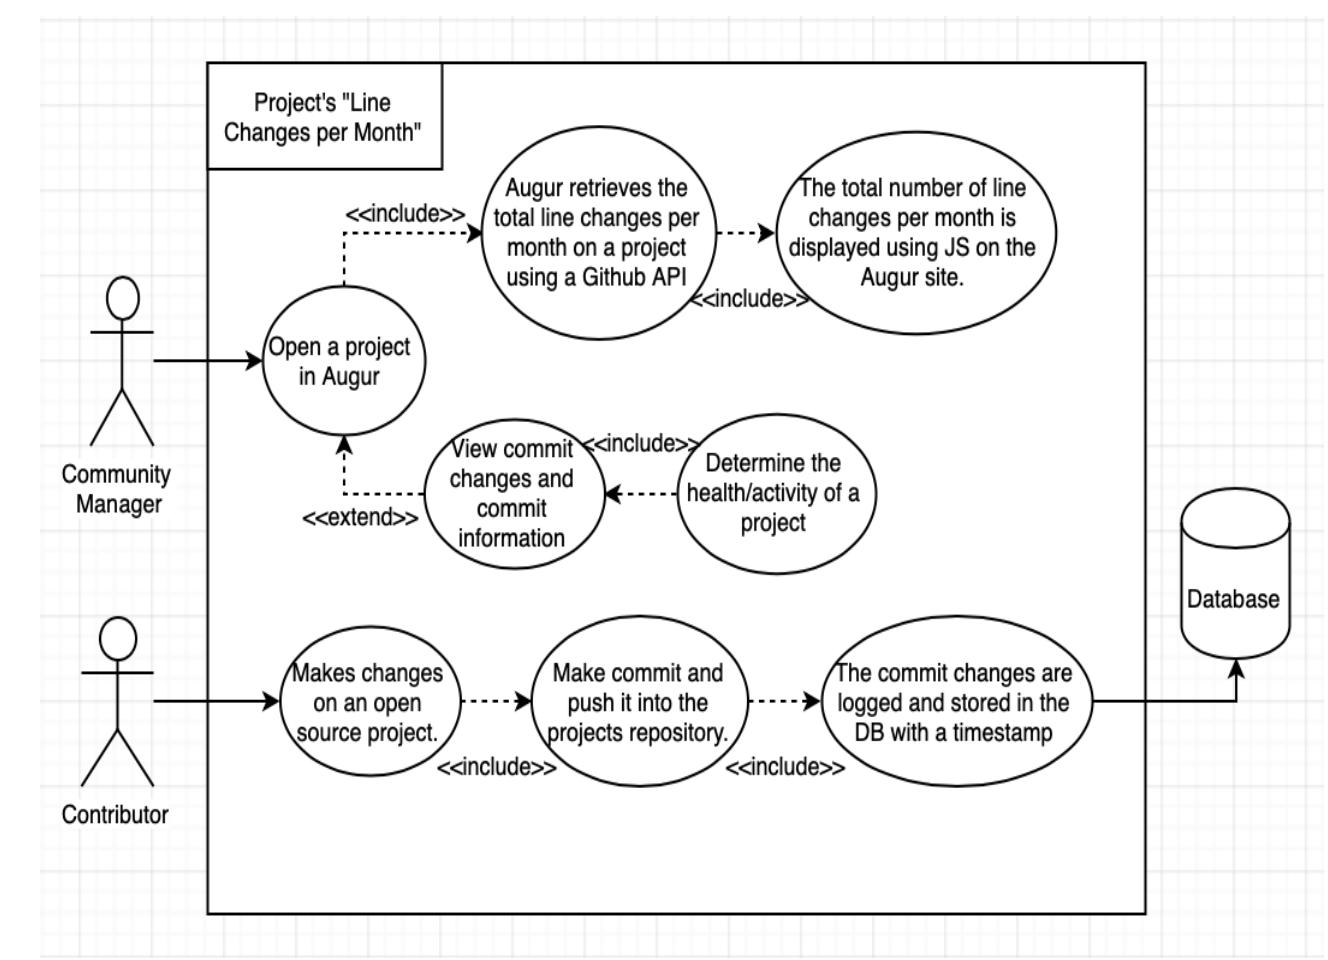 Project's "Line
Changes per Month"
<<include>>
Augur retrieves the
total line changes per
month on a project
using a Github API
The total number of line
changes per month is
displayed using JS on the
Augur site.
<<include>>
Open a project
in Augur
Community
Manager
<<extend>>
View commit
changes and
commit
information
<<include>>
Determine the
health/activity of a
project
Database
Makes changes
on an open
source project.
<<include>>
Make commit and
push it into the
projects repository.
<<include>>
The commit changes are
logged and stored in the
DB with a timestamp
Contributor